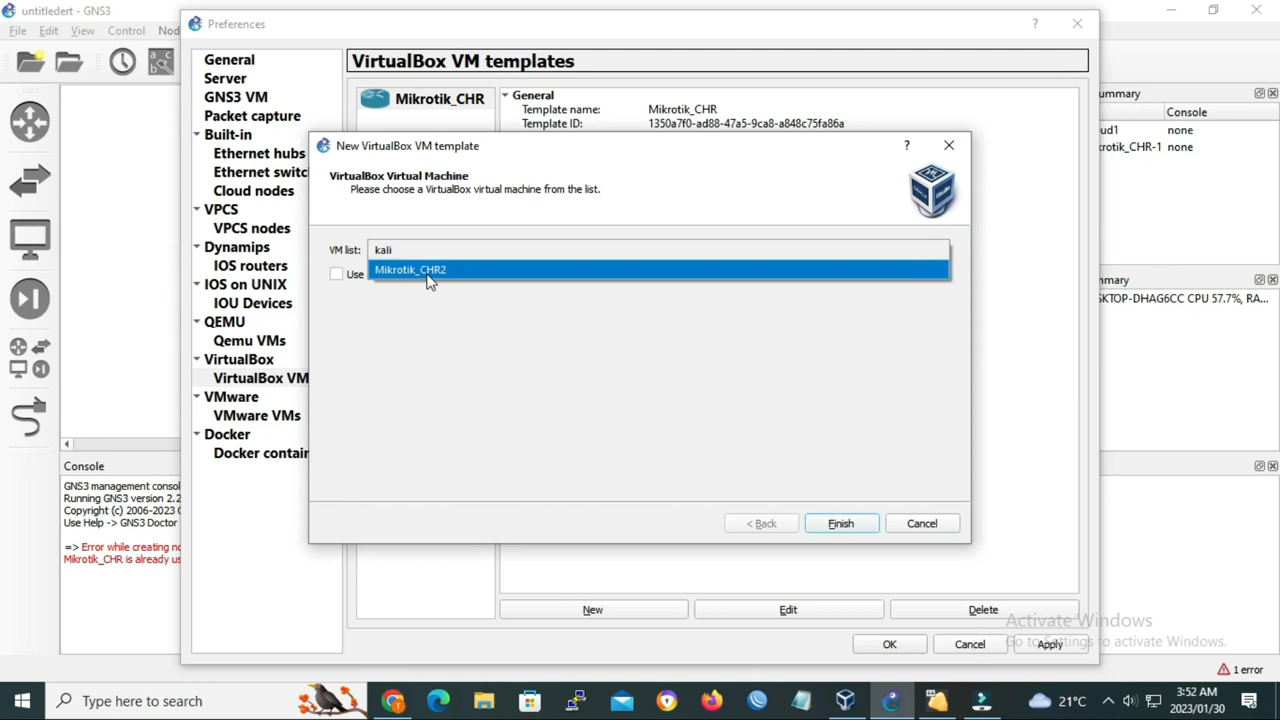 untitledert - GNS3
File Edit View Control Nod
Preferences
General
Server
GNS3 VM
Packet capture
Built-in
Ethernet hubs
Ethernet switc
Cloud nodes
VPCS
VPCS nodes
Dynamips
IOS routers
IOS on UNIX
IOU Devices
QEMU
Qemu VMs
VirtualBox
VirtualBox VM
VMware
VMware VMs
Docker
Docker contain
VirtualBox VM templates
Mikrotik_CHR
General
Template name: Mikrotik_CHR
Template ID: 1350a7f0-ad88-47a5-9ca8-a848c75fa86a
New VirtualBox VM template
VirtualBox Virtual Machine
Please choose a VirtualBox virtual machine from the list.
VM list: kali
Mikrotik_CHR2
Use
< Back Finish Cancel
New Edit Delete
OK Cancel Apply
ummary
Console
ud1 none
krotik_CHR-1 none
nmary
SKTOP-DHAG6CC CPU 57.7%, RA...
Console
GNS3 management consol
Running GNS3 version 2.2
Copyright (c) 2006-2023 G
Use Help -> GNS3 Doctor
=> Error while creating no
Mikrotik_CHR is already us
Activate Windows
Go to Settings to activate Windows.
1 error
Type here to search
21°C
3:52 AM
2023/01/30